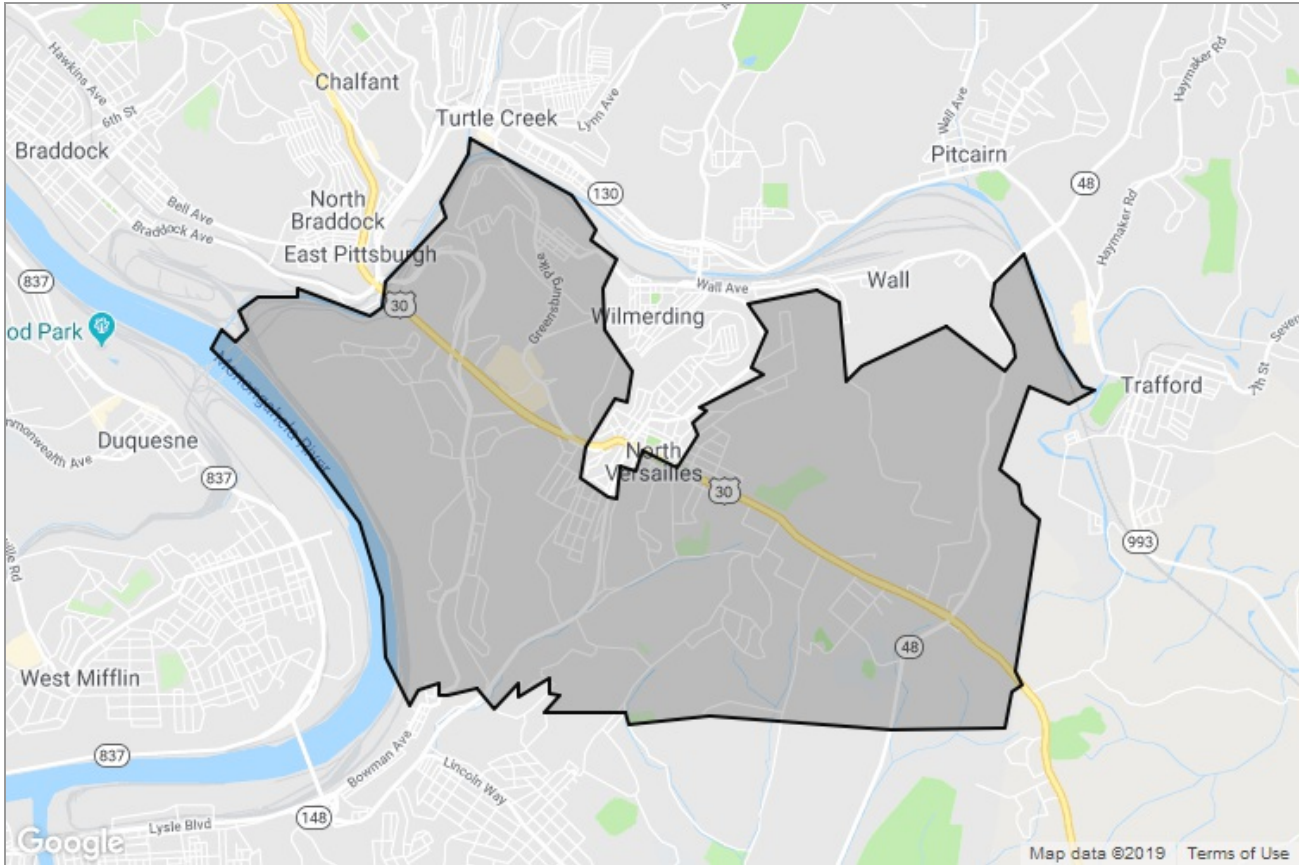 Hawkins Ave
6th St
Chalfant
Turtle Creek
Lynn Ave
Wall Ave
Haymaker Rd
Braddock
Pitcairn
130
48
North
Braddock
Bell Ave
Braddock Ave
East Pittsburgh
Haymaker Rd
837
30
Wall Ave
Wall
Greensburg Pike
Wilmerding
ood Park
Trafford
7th St
Monongahela River
Duquesne
837
North
Versailles
30
993
48
West Mifflin
837
Bowman Ave
Lincoln Way
148
Lysle Blvd
Google
Map data ©2019
Terms of Use